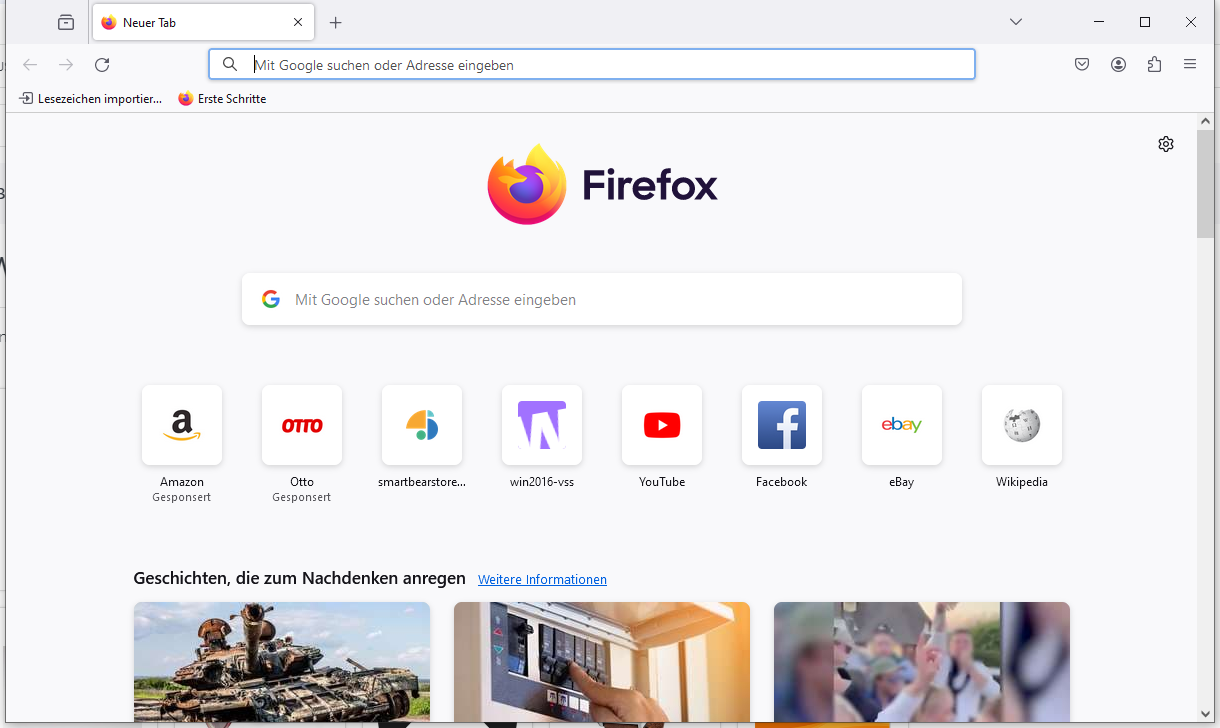 Neuer Tab
Mit Google suchen oder Adresse eingeben
Lesezeichen importier... Erste Schritte
Firefox
Mit Google suchen oder Adresse eingeben
a OTTO ebay
Amazon Otto smartbearstore... win2016-vss YouTube Facebook eBay Wikipedia
Gesponsert Gesponsert
Geschichten, die zum Nachdenken anregen Weitere Informationen